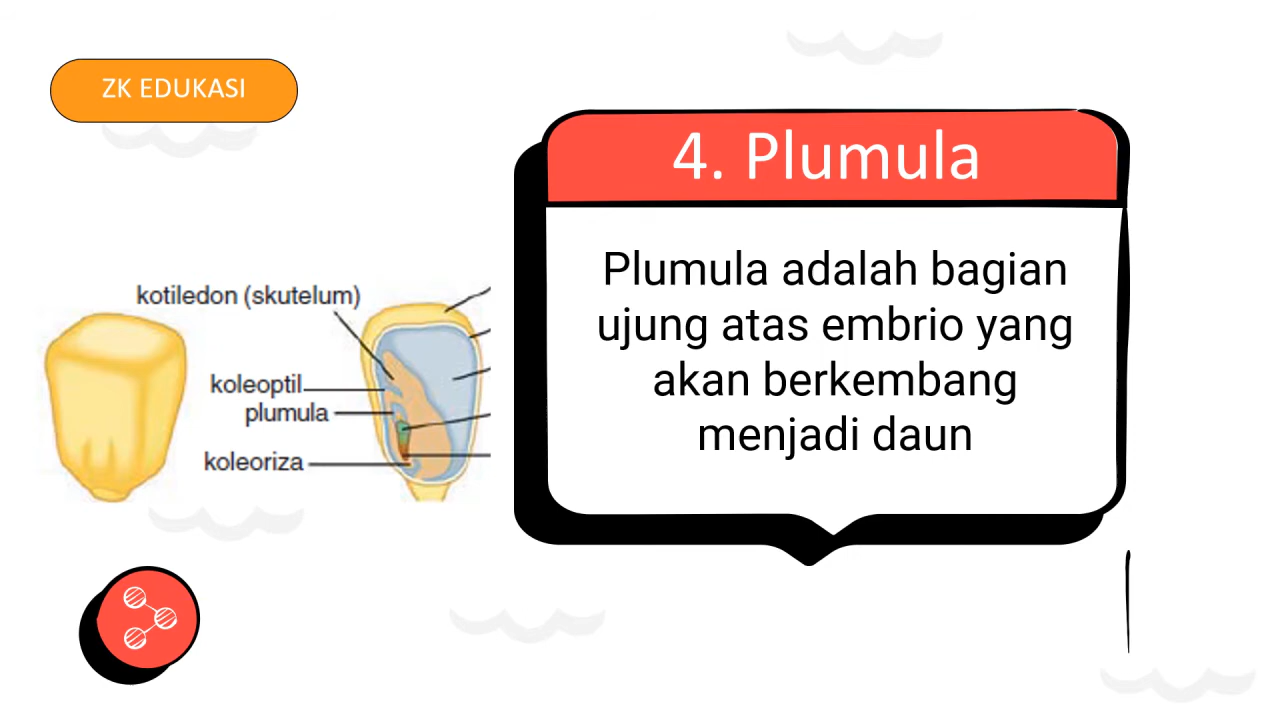 ZK EDUKASI
4. Plumula
Plumula adalah bagian
ujung atas embrio yang
akan berkembang
menjadi daun
kotiledon (skutelum)
koleoptil
plumula
koleoriza